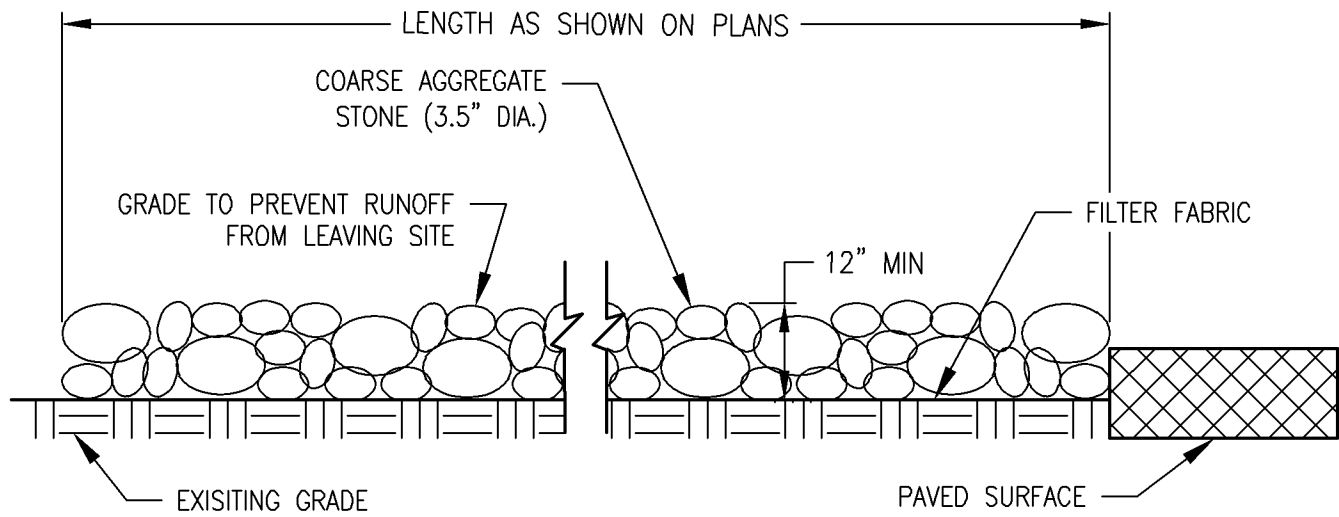 LENGTH AS SHOWN ON PLANS
COARSE AGGREGATE
STONE (3.5" DIA.)
GRADE TO PREVENT RUNOFF
FROM LEAVING SITE
FILTER FABRIC
12" MIN
EXISITING GRADE
PAVED SURFACE